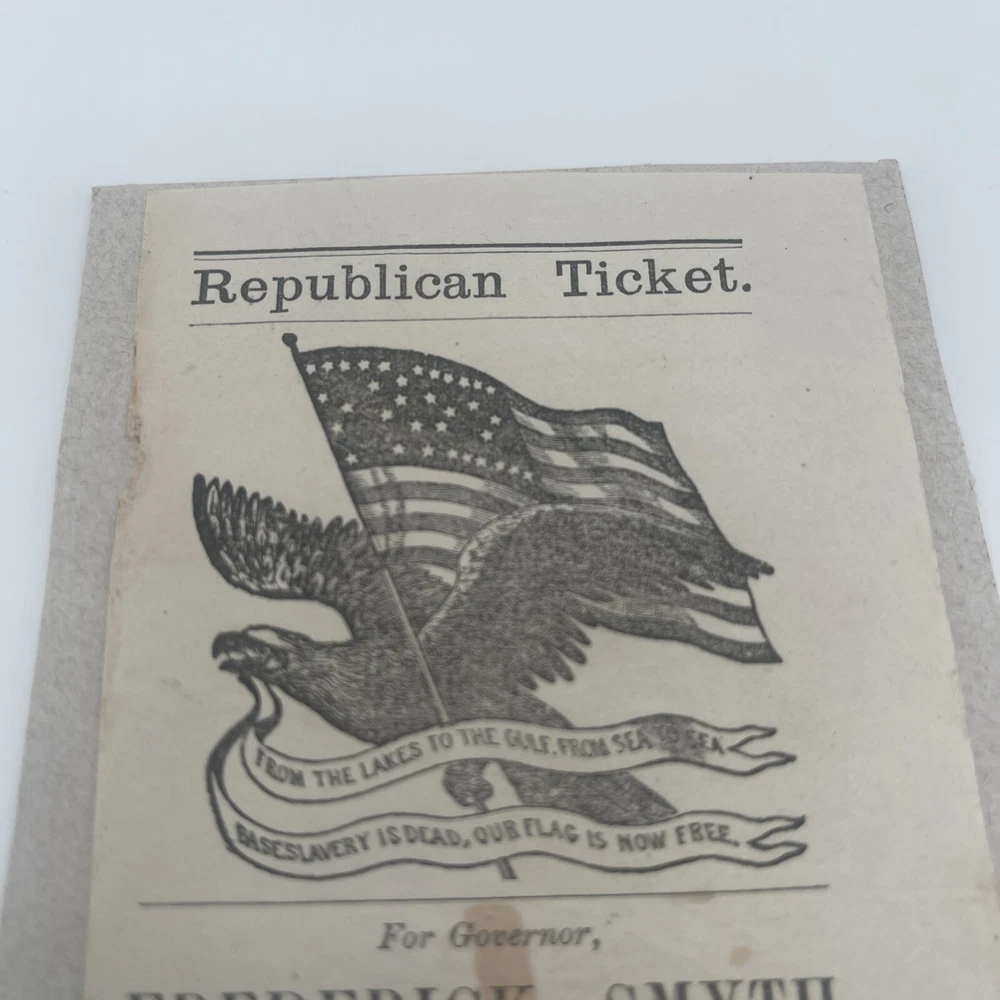 Republican Ticket.
FROM THE LAKES TO THE GULF, FROM SEA TO SEA
BASE SLAVERY IS DEAD, OUR FLAG IS NOW FREE.
For Governor,
FREDERICK SMYTH